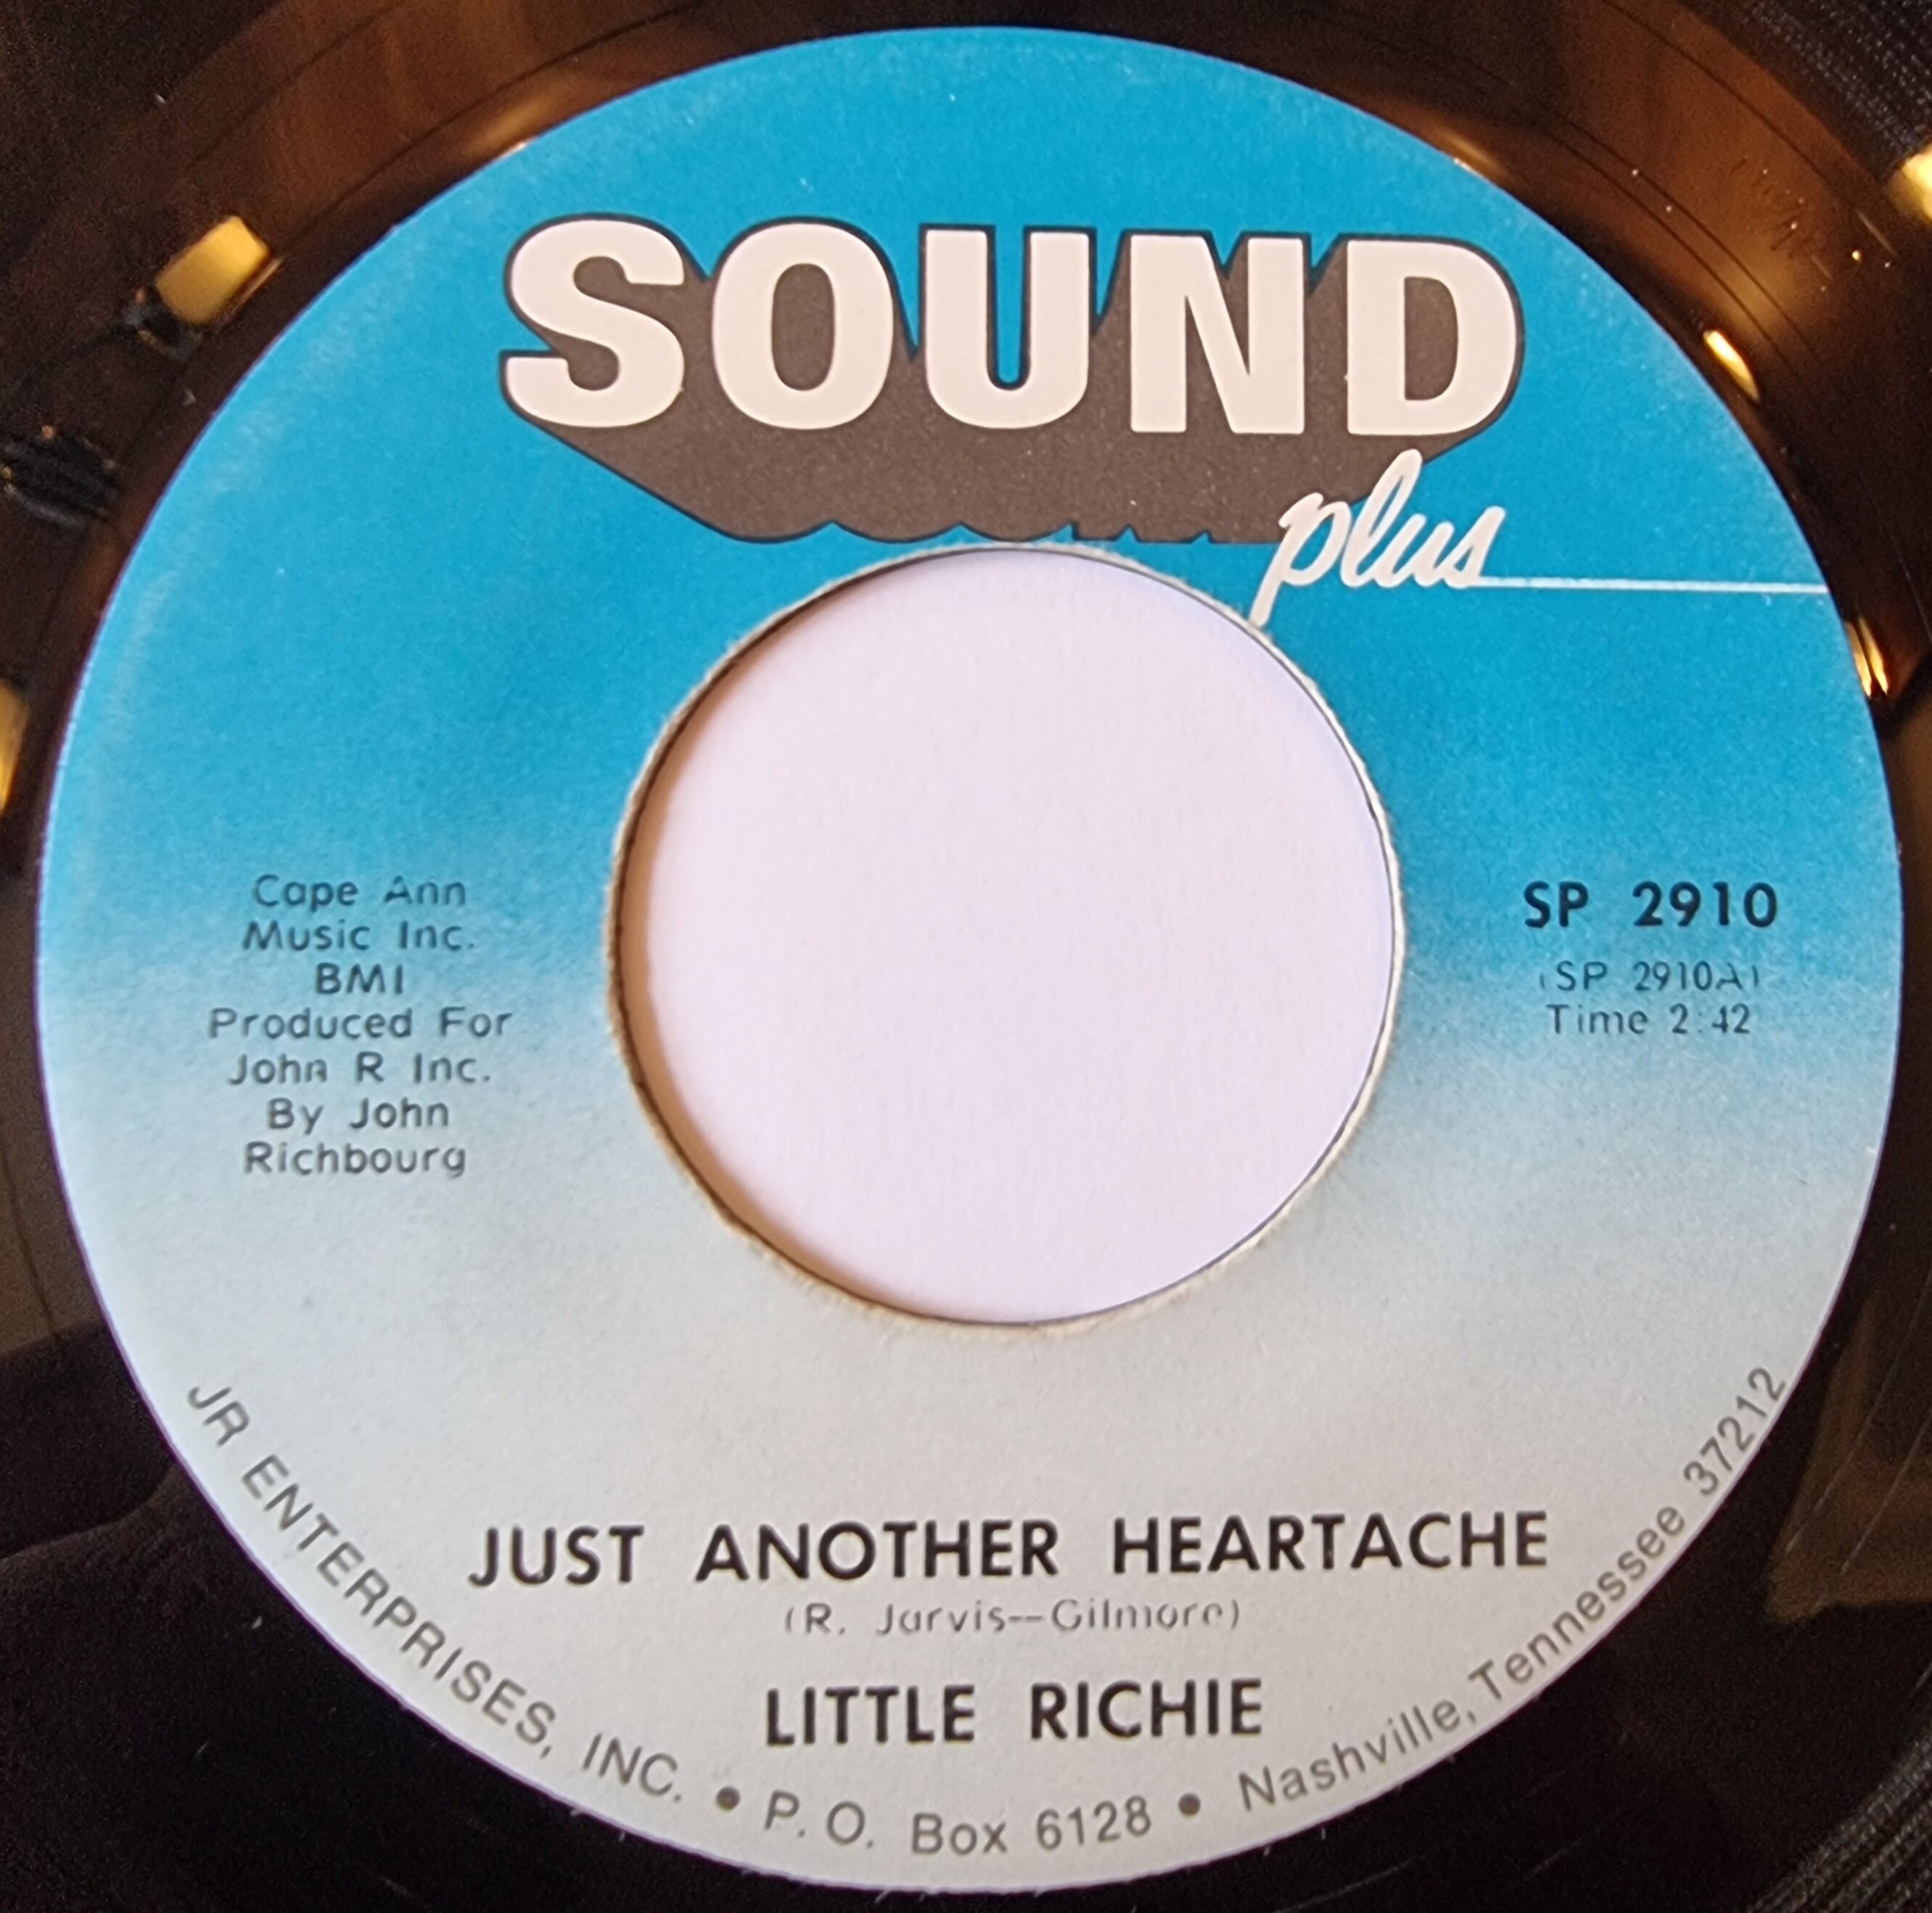 SOUND
plus
Cape Ann
Music Inc.
BMI
Produced For
John R Inc.
By John
Richbourg
SP 2910
(SP 2910A)
Time 2:42
JUST ANOTHER HEARTACHE
(R. Jarvis--Gilmore)
LITTLE RICHIE
JR ENTERPRISES, INC. • P.O. Box 6128 • Nashville, Tennessee 37212